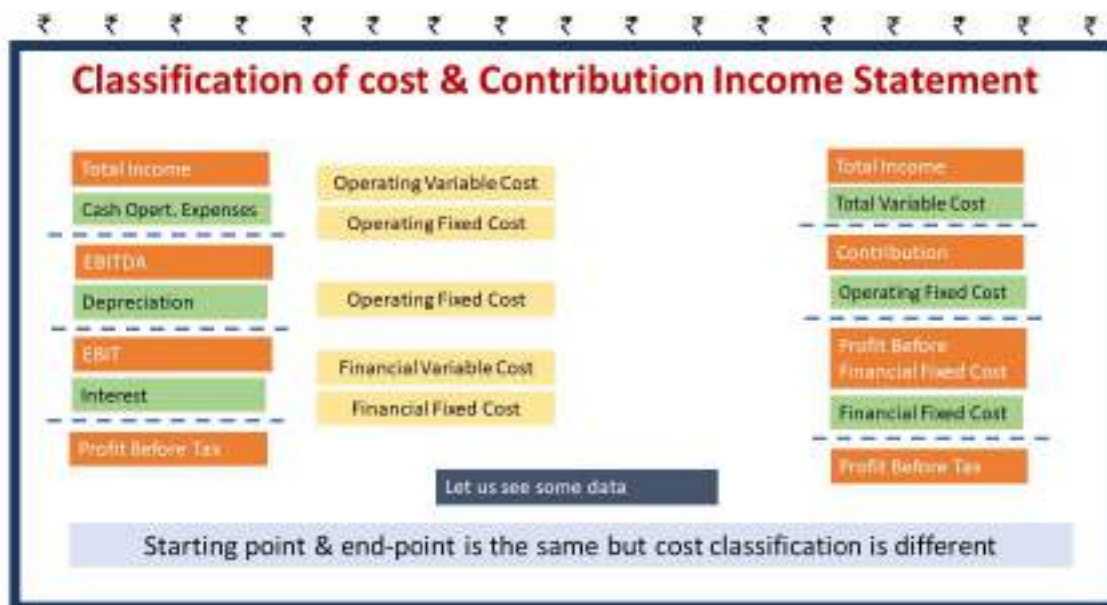 ₹ ₹ ₹ ₹ ₹ ₹ ₹ ₹ ₹ ₹ ₹ ₹ ₹ ₹ ₹ ₹ ₹
Classification of cost & Contribution Income Statement
Total Income
Cash Opert. Expenses
EBITDA
Depreciation
EBIT
Interest
Profit Before Tax
Operating Variable Cost
Operating Fixed Cost
Operating Fixed Cost
Financial Variable Cost
Financial Fixed Cost
Total Income
Total Variable Cost
Contribution
Operating Fixed Cost
Profit Before
Financial Fixed Cost
Financial Fixed Cost
Profit Before Tax
Let us see some data
Starting point & end-point is the same but cost classification is different